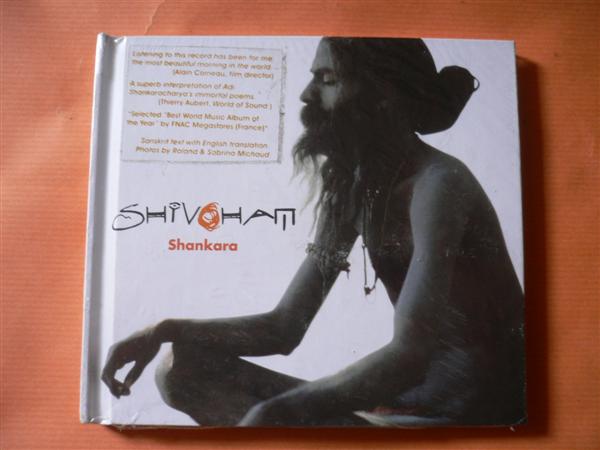 Listening to this record has been for me
the most beautiful morning in the world.
(Alain Corneau, film director)
"A superb interpretation of Adi
Shankaracharya's immortal poems.
(Thierry Aubert, World of Sound)
"Selected "Best World Music Album of
the Year" by FNAC Megastores (France)"
Sanskrit text with English translation
Photos by Roland & Sabrina Michaud
SHIVOHAM
Shankara